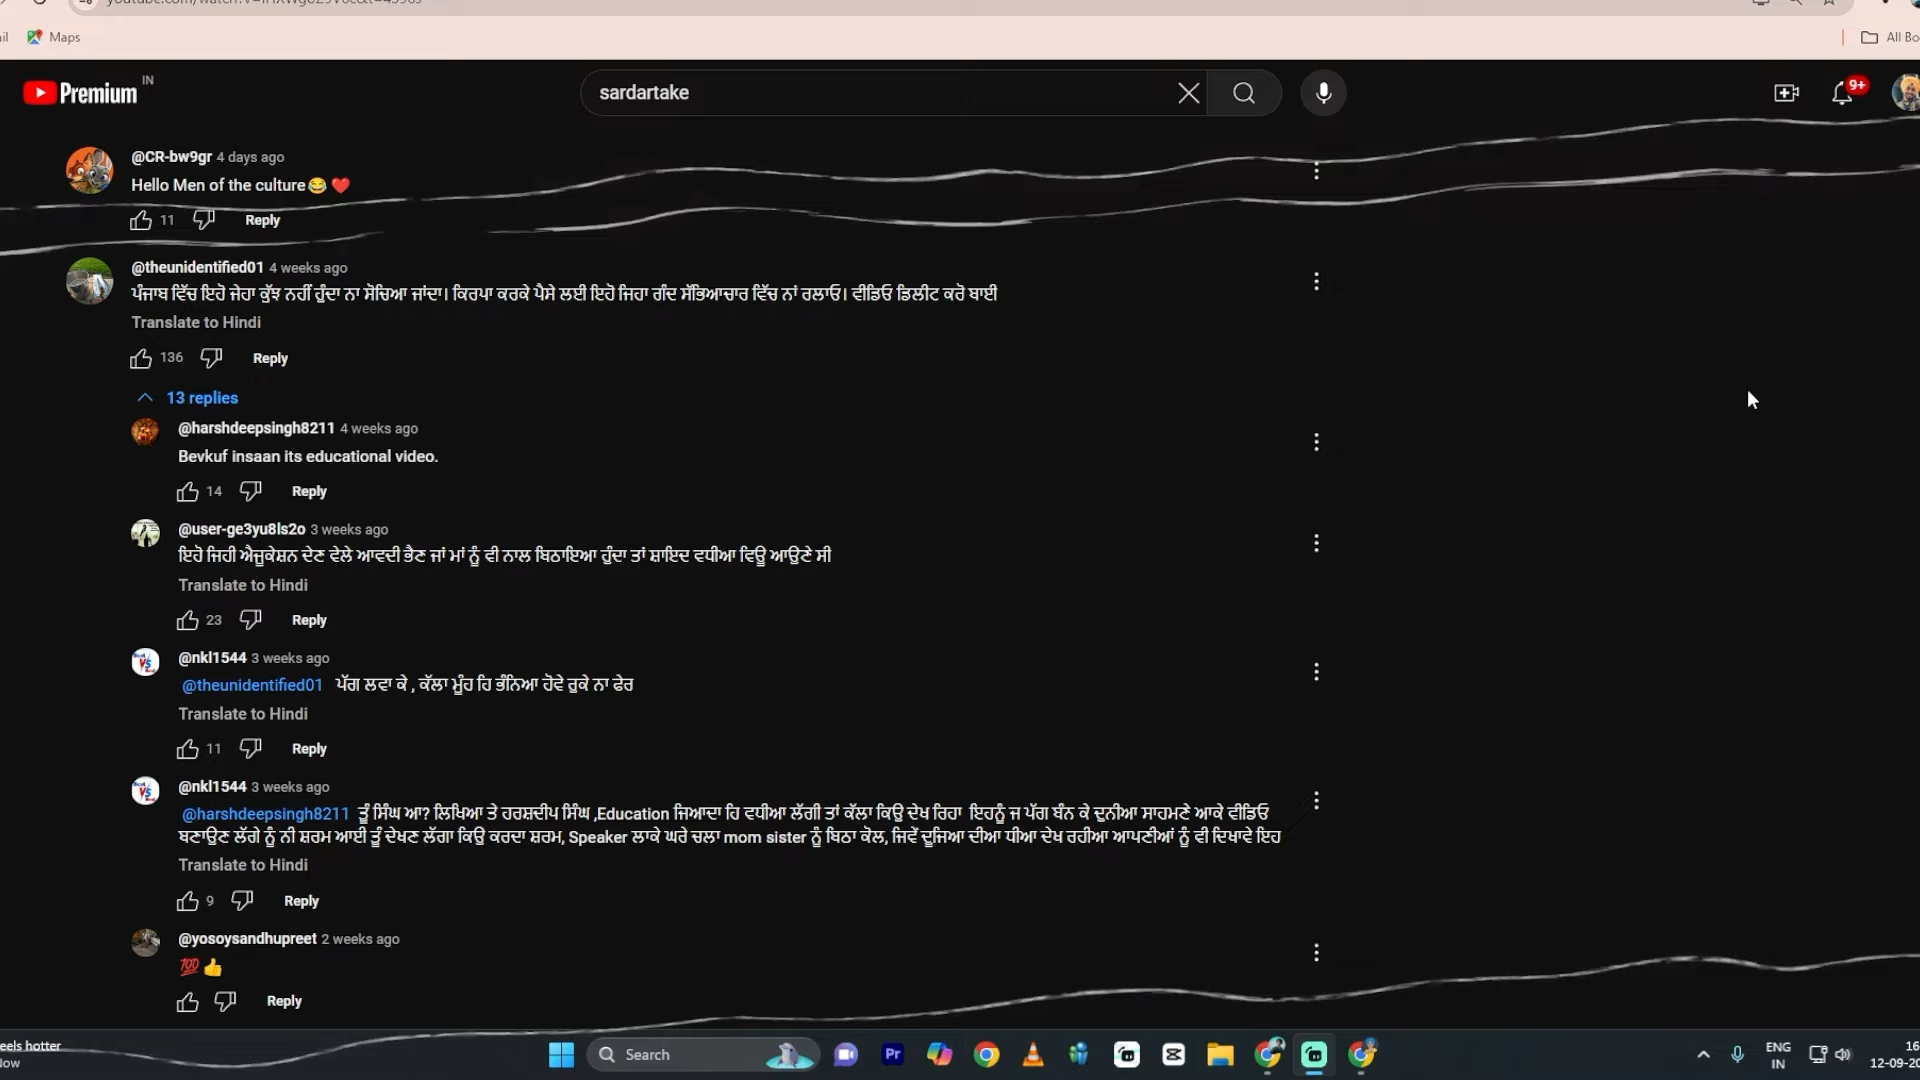 Maps
All Bo
Premium IN
sardartake
9+
@CR-bw9gr 4 days ago
Hello Men of the culture😂 ❤️
11 Reply
@theunidentified01 4 weeks ago
ਪੰਜਾਬ ਵਿੱਚ ਇਹੋ ਜੇਹਾ ਕੁੱਝ ਨਹੀਂ ਹੁੰਦਾ ਨਾ ਸੋਚਿਆ ਜਾਂਦਾ। ਕਿਰਪਾ ਕਰਕੇ ਪੈਸੇ ਲਈ ਇਹੋ ਜਿਹਾ ਗੰਦ ਸੱਭਿਆਚਾਰ ਵਿੱਚ ਨਾਂ ਰਲਾਓ। ਵੀਡਿਓ ਡਿਲੀਟ ਕਰੋ ਬਾਈ
Translate to Hindi
136 Reply
13 replies
@harshdeepsingh8211 4 weeks ago
Bevkuf insaan its educational video.
14 Reply
@user-ge3yu8ls2o 3 weeks ago
ਇਹੋ ਜਿਹੀ ਐਜੂਕੇਸ਼ਨ ਦੇਣ ਵੇਲੇ ਆਵਦੀ ਭੈਣ ਜਾਂ ਮਾਂ ਨੂੰ ਵੀ ਨਾਲ ਬਿਠਾਇਆ ਹੁੰਦਾ ਤਾਂ ਸ਼ਾਇਦ ਵਧੀਆ ਵਿਊ ਆਉਣੇ ਸੀ
Translate to Hindi
23 Reply
@nkl1544 3 weeks ago
@theunidentified01 ਪੱਗ ਲਵਾ ਕੇ , ਕੱਲਾ ਮੂੰਹ ਹਿ ਭੰਨਿਆ ਹੋਵੇ ਰੁਕੇ ਨਾ ਫੇਰ
Translate to Hindi
11 Reply
@nkl1544 3 weeks ago
@harshdeepsingh8211 ਤੂੰ ਸਿੰਘ ਆ? ਲਿਖਿਆ ਤੇ ਹਰਸ਼ਦੀਪ ਸਿੰਘ ,Education ਜਿਆਦਾ ਹਿ ਵਧੀਆ ਲੱਗੀ ਤਾਂ ਕੱਲਾ ਕਿਉ ਦੇਖ ਰਿਹਾ ਇਹਨੂੰ ਜ ਪੱਗ ਬੰਨ ਕੇ ਦੁਨੀਆ ਸਾਹਮਣੇ ਆਕੇ ਵੀਡਿਓ
ਬਣਾਉਣ ਲੱਗੇ ਨੂੰ ਨੀ ਸ਼ਰਮ ਆਈ ਤੂੰ ਦੇਖਣ ਲੱਗਾ ਕਿਉ ਕਰਦਾ ਸ਼ਰਮ, Speaker ਲਾਕੇ ਘਰੇ ਚਲਾ mom sister ਨੂੰ ਬਿਠਾ ਕੋਲ, ਜਿਵੇਂ ਦੂਜਿਆ ਦੀਆ ਧੀਆ ਦੇਖ ਰਹੀਆ ਆਪਣੀਆਂ ਨੂੰ ਵੀ ਦਿਖਾਵੇ ਇਹ
Translate to Hindi
9 Reply
@yosoysandhupreet 2 weeks ago
💯👍
Reply
eels hotter
Search
Pr
ENG
IN
16
12-09-20